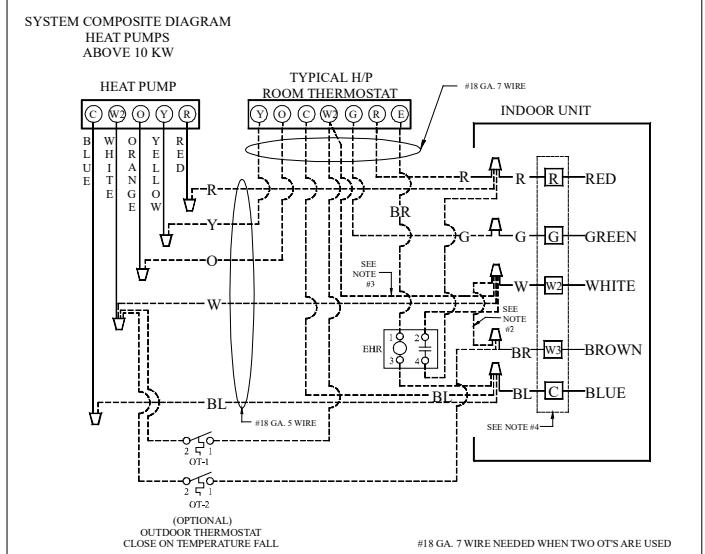 SYSTEM COMPOSITE DIAGRAM
HEAT PUMPS
ABOVE 10 KW
HEAT PUMP
C W2 O Y R
BLUE
WHITE
ORANGE
YELLOW
RED
TYPICAL H/P
ROOM THERMOSTAT
Y O C W2 G R E
#18 GA. 7 WIRE
INDOOR UNIT
R R R RED
R
Y
BR
G G G GREEN
O
SEE
NOTE
#3
W W2 WHITE
W
SEE
NOTE
#2
EHR
1 2
3 4
BR W3 BROWN
BL BL BL C BLUE
#18 GA. 5 WIRE
SEE NOTE #4
2 1
OT-1
2 1
OT-2
(OPTIONAL)
OUTDOOR THERMOSTAT
CLOSE ON TEMPERATURE FALL
#18 GA. 7 WIRE NEEDED WHEN TWO OT'S ARE USED